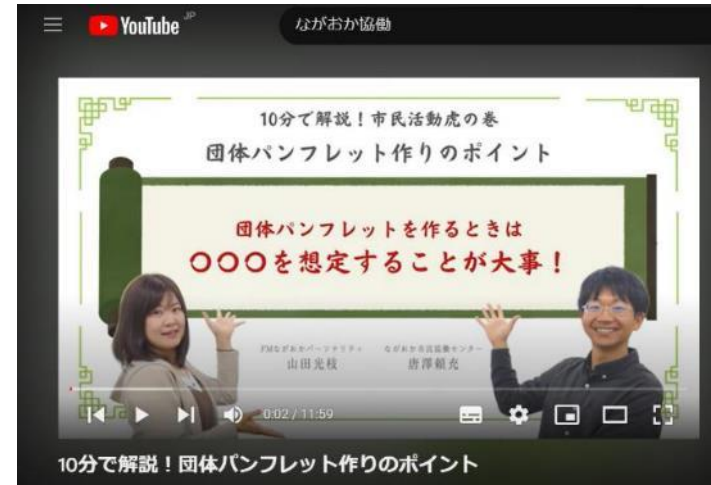 YouTube JP
ながおか協働
10分で解説！市民活動虎の巻
団体パンフレット作りのポイント
団体パンフレットを作るときは
〇〇〇を想定することが大事！
FMながおかパーソナリティ
山田光枝
ながおか市民協働センター
唐澤頼充
0:02 / 11:59
10分で解説！団体パンフレット作りのポイント